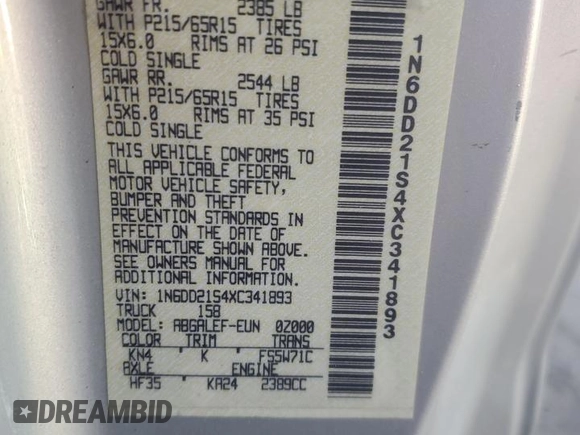 GAWR FR. 2385 LB
WITH P215/65R15 TIRES
15X6.0 RIMS AT 26 PSI
COLD SINGLE
GAWR RR. 2544 LB
WITH P215/65R15 TIRES
15X6.0 RIMS AT 35 PSI
COLD SINGLE
THIS VEHICLE CONFORMS TO
ALL APPLICABLE FEDERAL
MOTOR VEHICLE SAFETY,
BUMPER AND THEFT
PREVENTION STANDARDS IN
EFFECT ON THE DATE OF
MANUFACTURE SHOWN ABOVE.
SEE OWNERS MANUAL FOR
ADDITIONAL INFORMATION.
VIN: 1N6DD21S4XC341893
TRUCK 158
MODEL: ABGALEF-EUN 0Z000
COLOR TRIM TRANS
KN4 K FS5W71C
AXLE ENGINE
HF35 KA24 2389CC
1N6DD21S4XC341893
DREAMBID